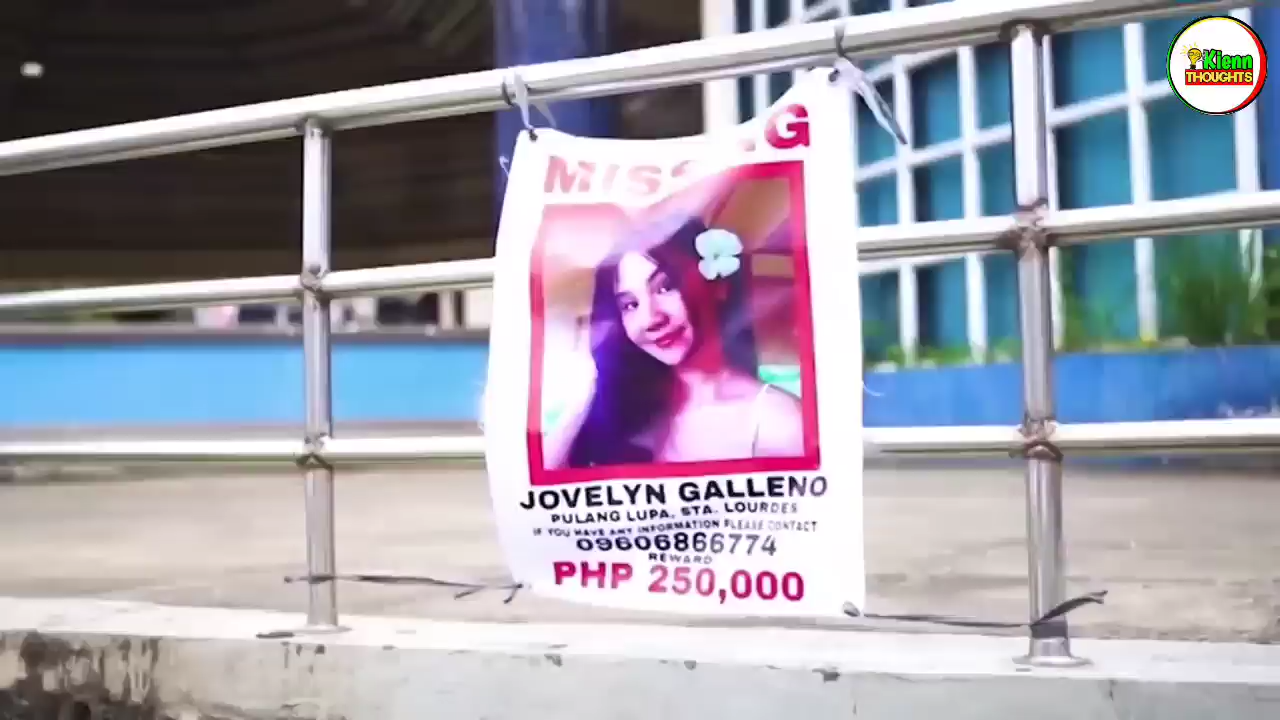 Klenn
THOUGHTS
MISSING
JOVELYN GALLENO
PULANG LUPA, STA. LOURDES
IF YOU HAVE ANY INFORMATION PLEASE CONTACT
09606866774
REWARD
PHP 250,000